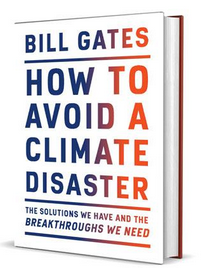 BILL GATES
HOW TO
AVOID A
CLIMATE
DISASTER
THE SOLUTIONS WE HAVE AND THE
BREAKTHROUGHS WE NEED